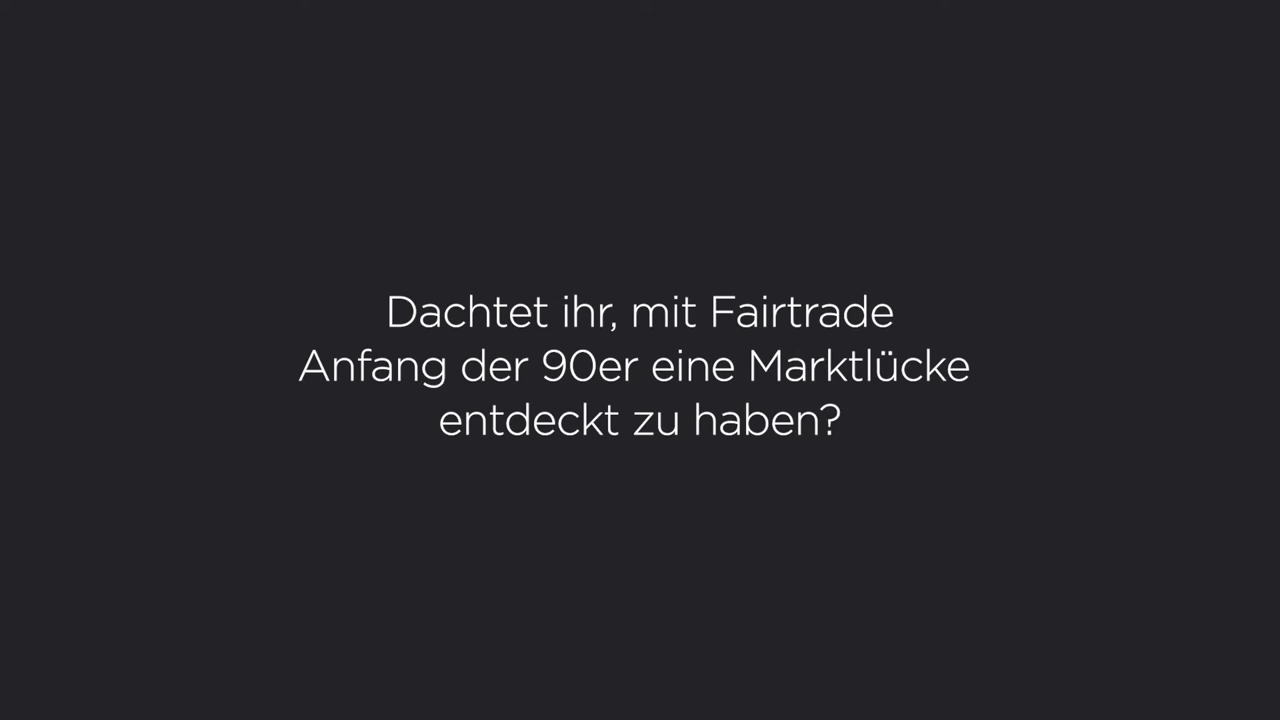 Dachtet ihr, mit Fairtrade
Anfang der 90er eine Marktlücke
entdeckt zu haben?